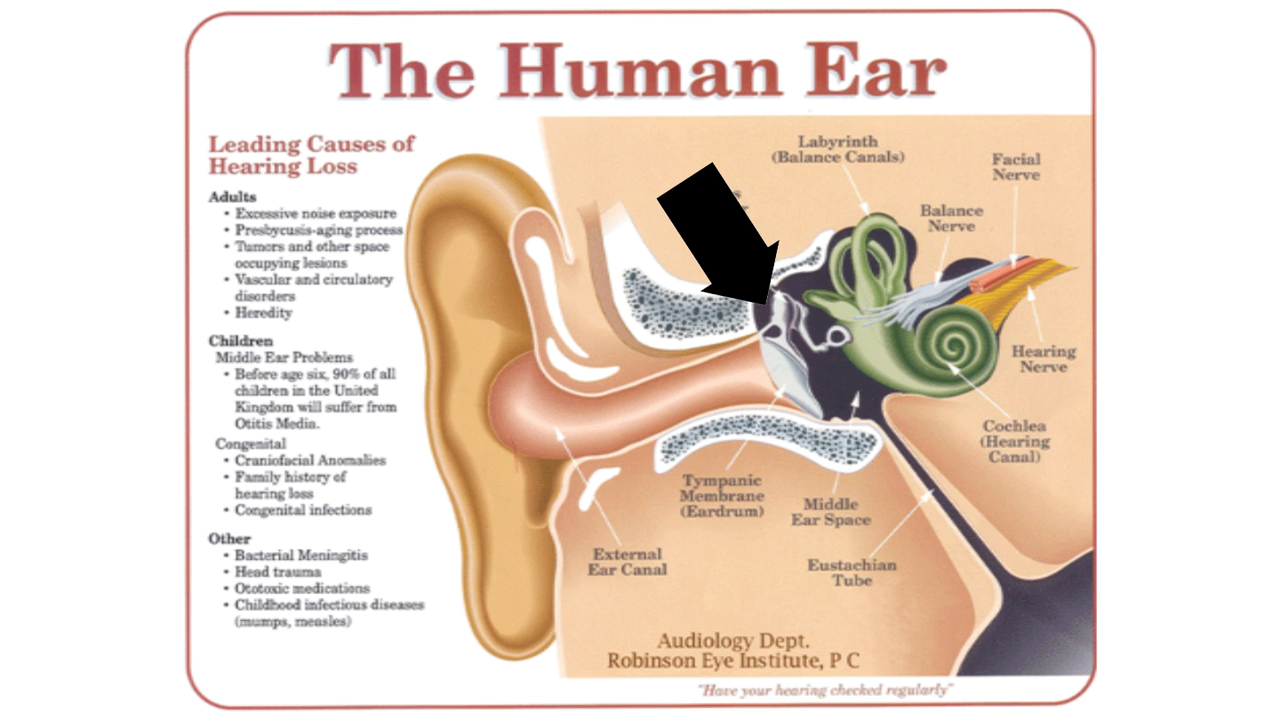 The Human Ear
Leading Causes of
Hearing Loss
Adults
• Excessive noise exposure
• Presbycusis-aging process
• Tumors and other space
occupying lesions
• Vascular and circulatory
disorders
• Heredity
Children
Middle Ear Problems
• Before age six, 90% of all
children in the United
Kingdom will suffer from
Otitis Media.
Congenital
• Craniofacial Anomalies
• Family history of
hearing loss
• Congenital infections
Other
• Bacterial Meningitis
• Head trauma
• Ototoxic medications
• Childhood infectious diseases
(mumps, measles)
Labyrinth
(Balance Canals)
Facial
Nerve
Balance
Nerve
Hearing
Nerve
Cochlea
(Hearing
Canal)
Tympanic
Membrane
(Eardrum)
Middle
Ear Space
External
Ear Canal
Eustachian
Tube
Audiology Dept.
Robinson Eye Institute, P C
"Have your hearing checked regularly"